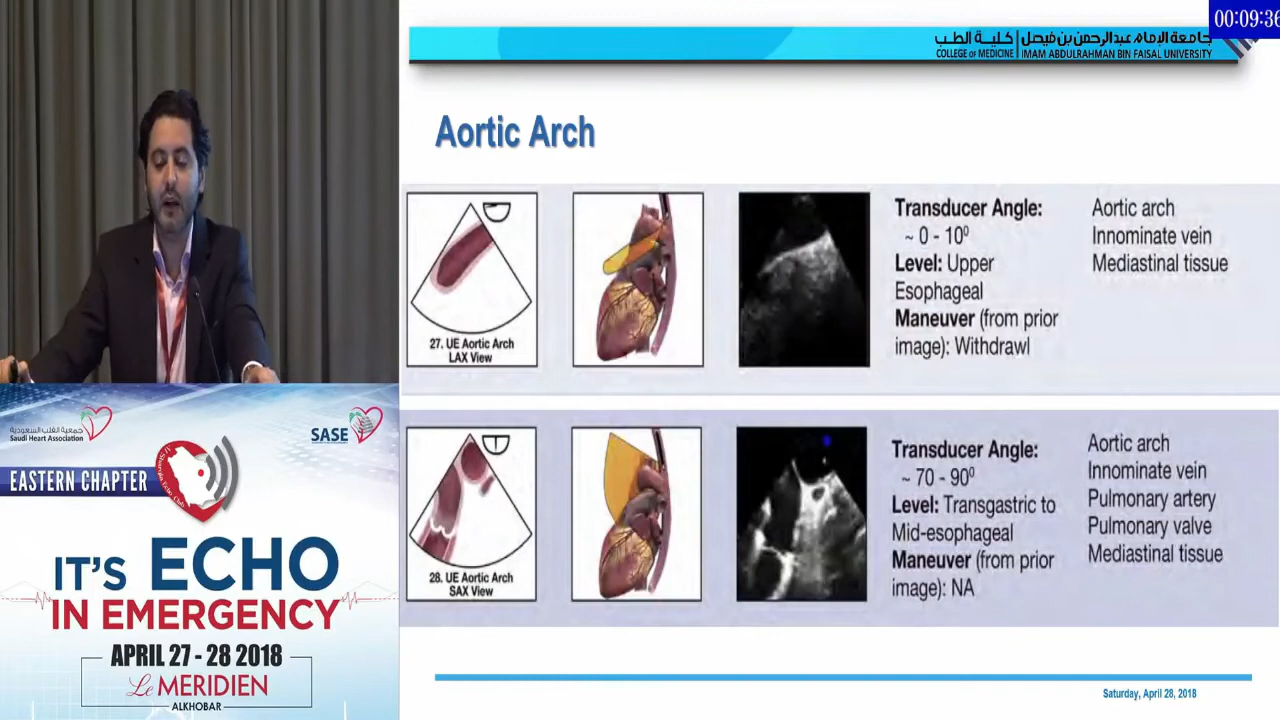 00:09:36
جامعة الإمام عبدالرحمن بن فيصل | كلية الطب
COLLEGE OF MEDICINE | IMAM ABDULRAHMAN BIN FAISAL UNIVERSITY
Aortic Arch
27. UE Aortic Arch
LAX View
Transducer Angle:
~ 0 - 10⁰
Level: Upper
Esophageal
Maneuver (from prior
image): Withdrawl
Aortic arch
Innominate vein
Mediastinal tissue
28. UE Aortic Arch
SAX View
Transducer Angle:
~ 70 - 90⁰
Level: Transgastric to
Mid-esophageal
Maneuver (from prior
image): NA
Aortic arch
Innominate vein
Pulmonary artery
Pulmonary valve
Mediastinal tissue
Saturday, April 28, 2018
جمعية القلب السعودية
Saudi Heart Association
SASE
EASTERN CHAPTER
IT'S ECHO
IN EMERGENCY
APRIL 27 - 28 2018
Le MERIDIEN
ALKHOBAR